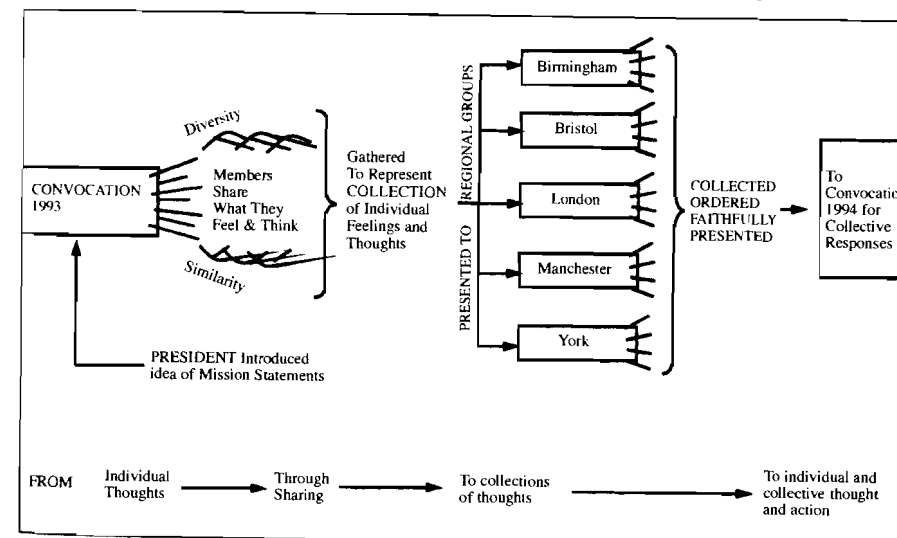 CONVOCATION
1993
Diversity
Members
Share
What They
Feel & Think
Similarity
PRESIDENT Introduced
idea of Mission Statements
Gathered
To Represent
COLLECTION
of Individual
Feelings and
Thoughts
PRESENTED TO REGIONAL GROUPS
Birmingham
Bristol
London
Manchester
York
COLLECTED
ORDERED
FAITHFULLY
PRESENTED
To
Convocatio
1994 for
Collective
Responses
FROM
Individual
Thoughts
Through
Sharing
To collections
of thoughts
To individual and
collective thought
and action